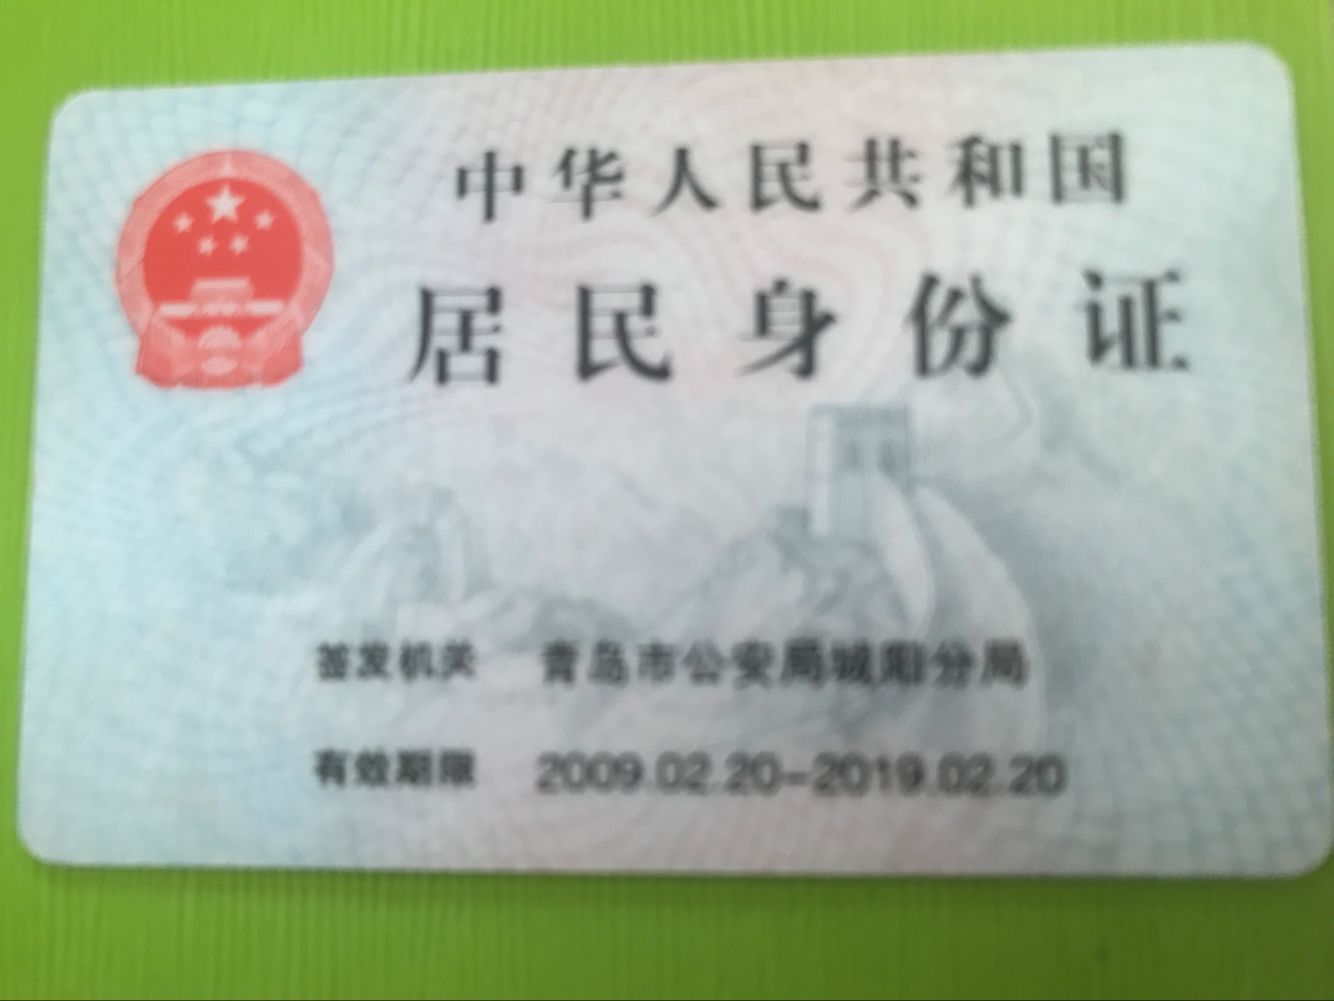 中华人民共和国
居民身份证
签发机关 青岛市公安局城阳分局
有效期限 2009.02.20-2019.02.20